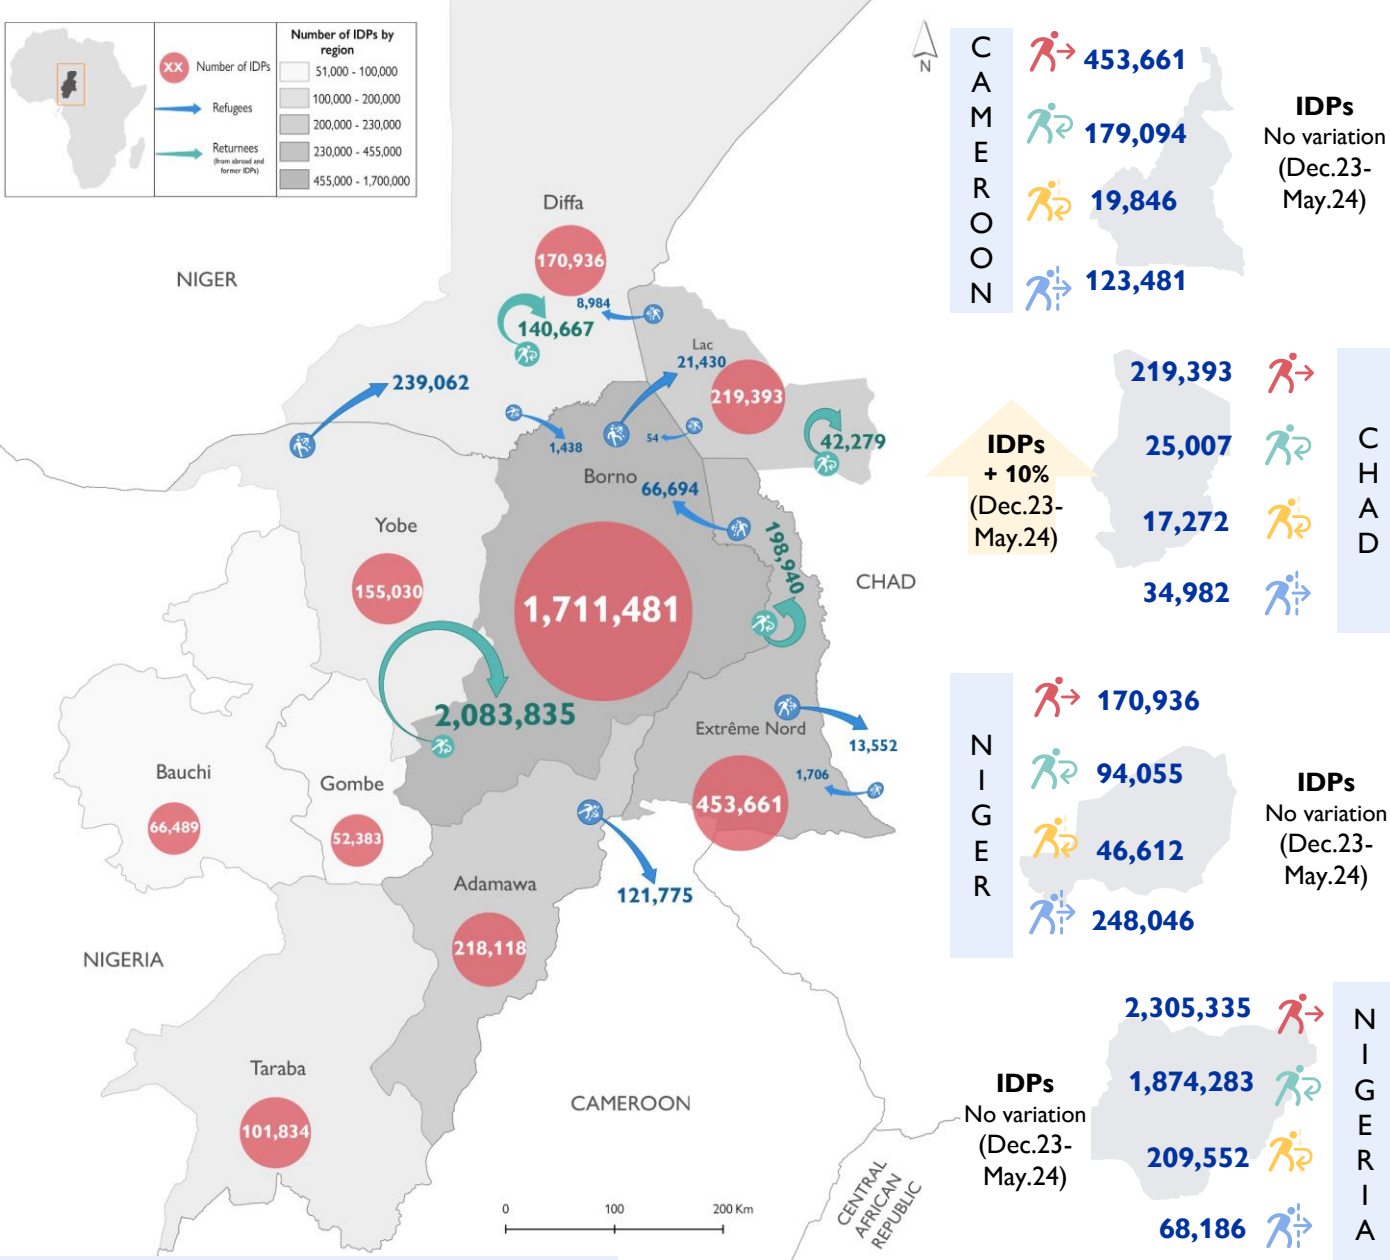 XX
Number of IDPs
Refugees
Returnees
(from abroad and
former IDPs)
Number of IDPs by
region
51,000 - 100,000
100,000 - 200,000
200,000 - 230,000
230,000 - 455,000
455,000 - 1,700,000
N
Diffa
170,936
NIGER
8,984
140,667
Lac
21,430
219,393
239,062
1,438
54
42,279
Borno
66,694
Yobe
198,940
155,030
CHAD
1,711,481
2,083,835
Extrême Nord
13,552
1,706
453,661
Bauchi
66,489
Gombe
52,383
Adamawa
121,775
218,118
NIGERIA
Taraba
101,834
CAMEROON
CENTRAL
AFRICAN
REPUBLIC
0 100 200 Km
CAMEROON
453,661
179,094
19,846
123,481
IDPs
No variation
(Dec.23-
May.24)
IDPs
+ 10%
(Dec.23-
May.24)
219,393
25,007
17,272
34,982
CHAD
NIGER
170,936
94,055
46,612
248,046
IDPs
No variation
(Dec.23-
May.24)
IDPs
No variation
(Dec.23-
May.24)
2,305,335
1,874,283
209,552
68,186
NIGERIA